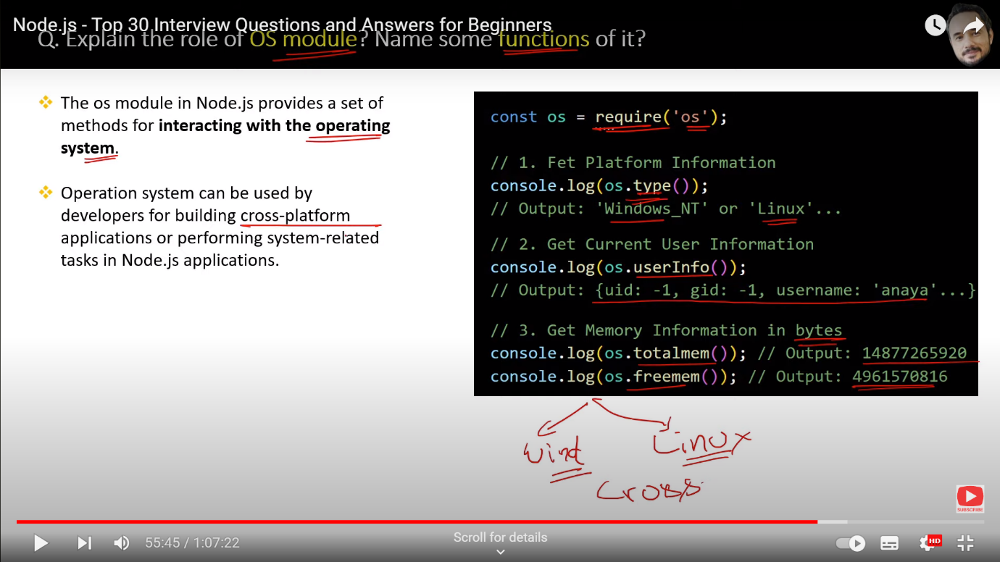 Node.js - Top 30 Interview Questions and Answers for Beginners
Q. Explain the role of OS module? Name some functions of it?
❖ The os module in Node.js provides a set of
methods for interacting with the operating
system.
❖ Operation system can be used by
developers for building cross-platform
applications or performing system-related
tasks in Node.js applications.
const os = require('os');
// 1. Fet Platform Information
console.log(os.type());
// Output: 'Windows_NT' or 'Linux'...
// 2. Get Current User Information
console.log(os.userInfo());
// Output: {uid: -1, gid: -1, username: 'anaya'...}
// 3. Get Memory Information in bytes
console.log(os.totalmem()); // Output: 14877265920
console.log(os.freemem()); // Output: 4961570816
Wind Linux
Cross
SUBSCRIBE
55:45 / 1:07:22
Scroll for details
HD